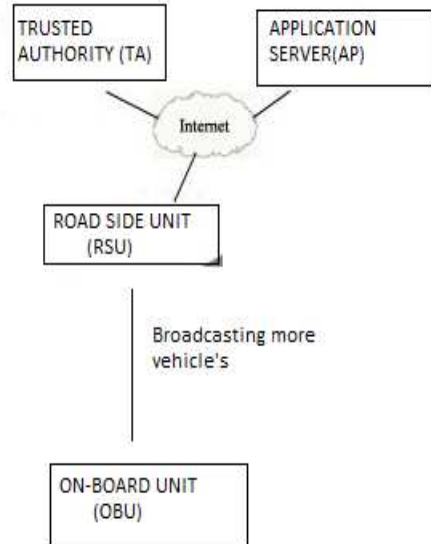 TRUSTED
AUTHORITY (TA)
APPLICATION
SERVER(AP)
Internet
ROAD SIDE UNIT
(RSU)
Broadcasting more
vehicle's
ON-BOARD UNIT
(OBU)